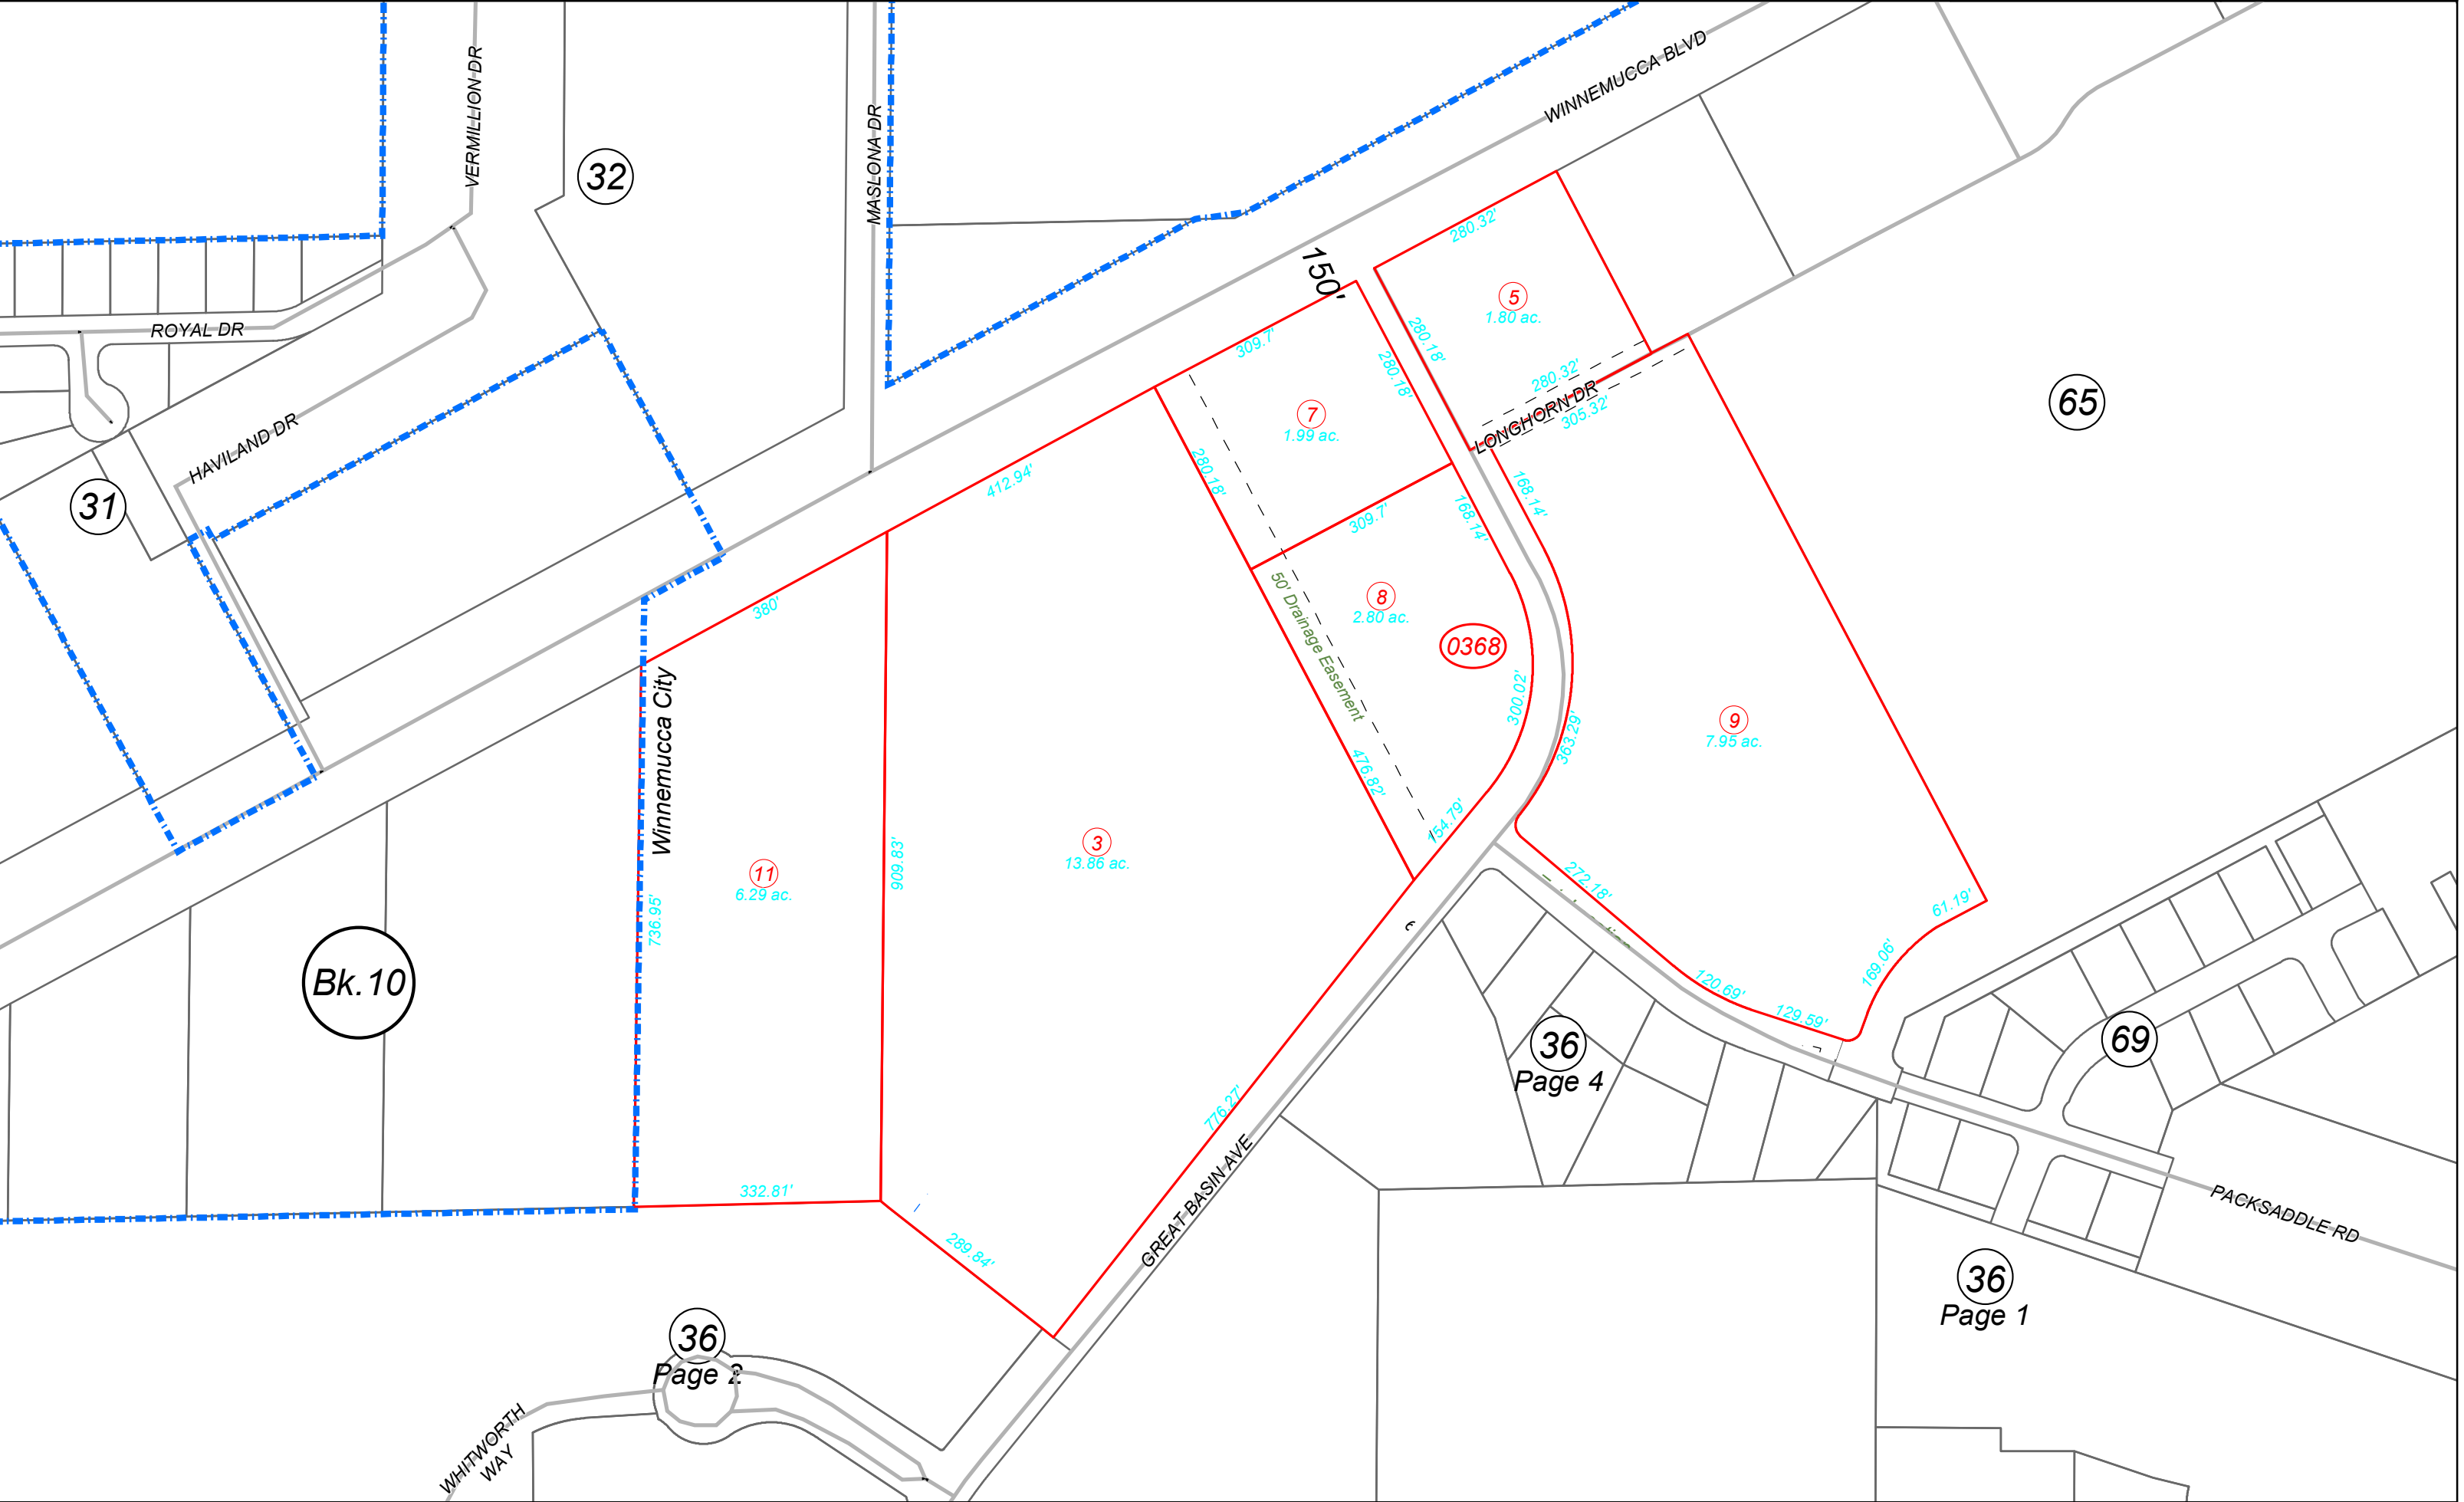 WINNEMUCCA BLVD
VERMILLION DR
MASLONA DR
32
280.32'
150'
5
1.80 ac.
ROYAL DR
309.7'
280.18'
280.18'
280.32'
LONGHORN DR
305.32'
65
7
1.99 ac.
HAVILAND DR
412.94'
280.18'
31
168.14'
168.14'
309.7'
380'
50' Drainage Easement
8
2.80 ac.
0368
Winnemucca City
300.02'
363.29'
9
7.95 ac.
476.82'
154.79'
3
13.86 ac.
909.83'
11
6.29 ac.
736.95'
272.18'
61.19'
169.06'
120.69'
129.59'
Bk.10
36
Page 4
69
776.27'
GREAT BASIN AVE
332.81'
289.84'
PACKSADDLE RD
36
Page 1
36
Page 2
WHITWORTH
WAY